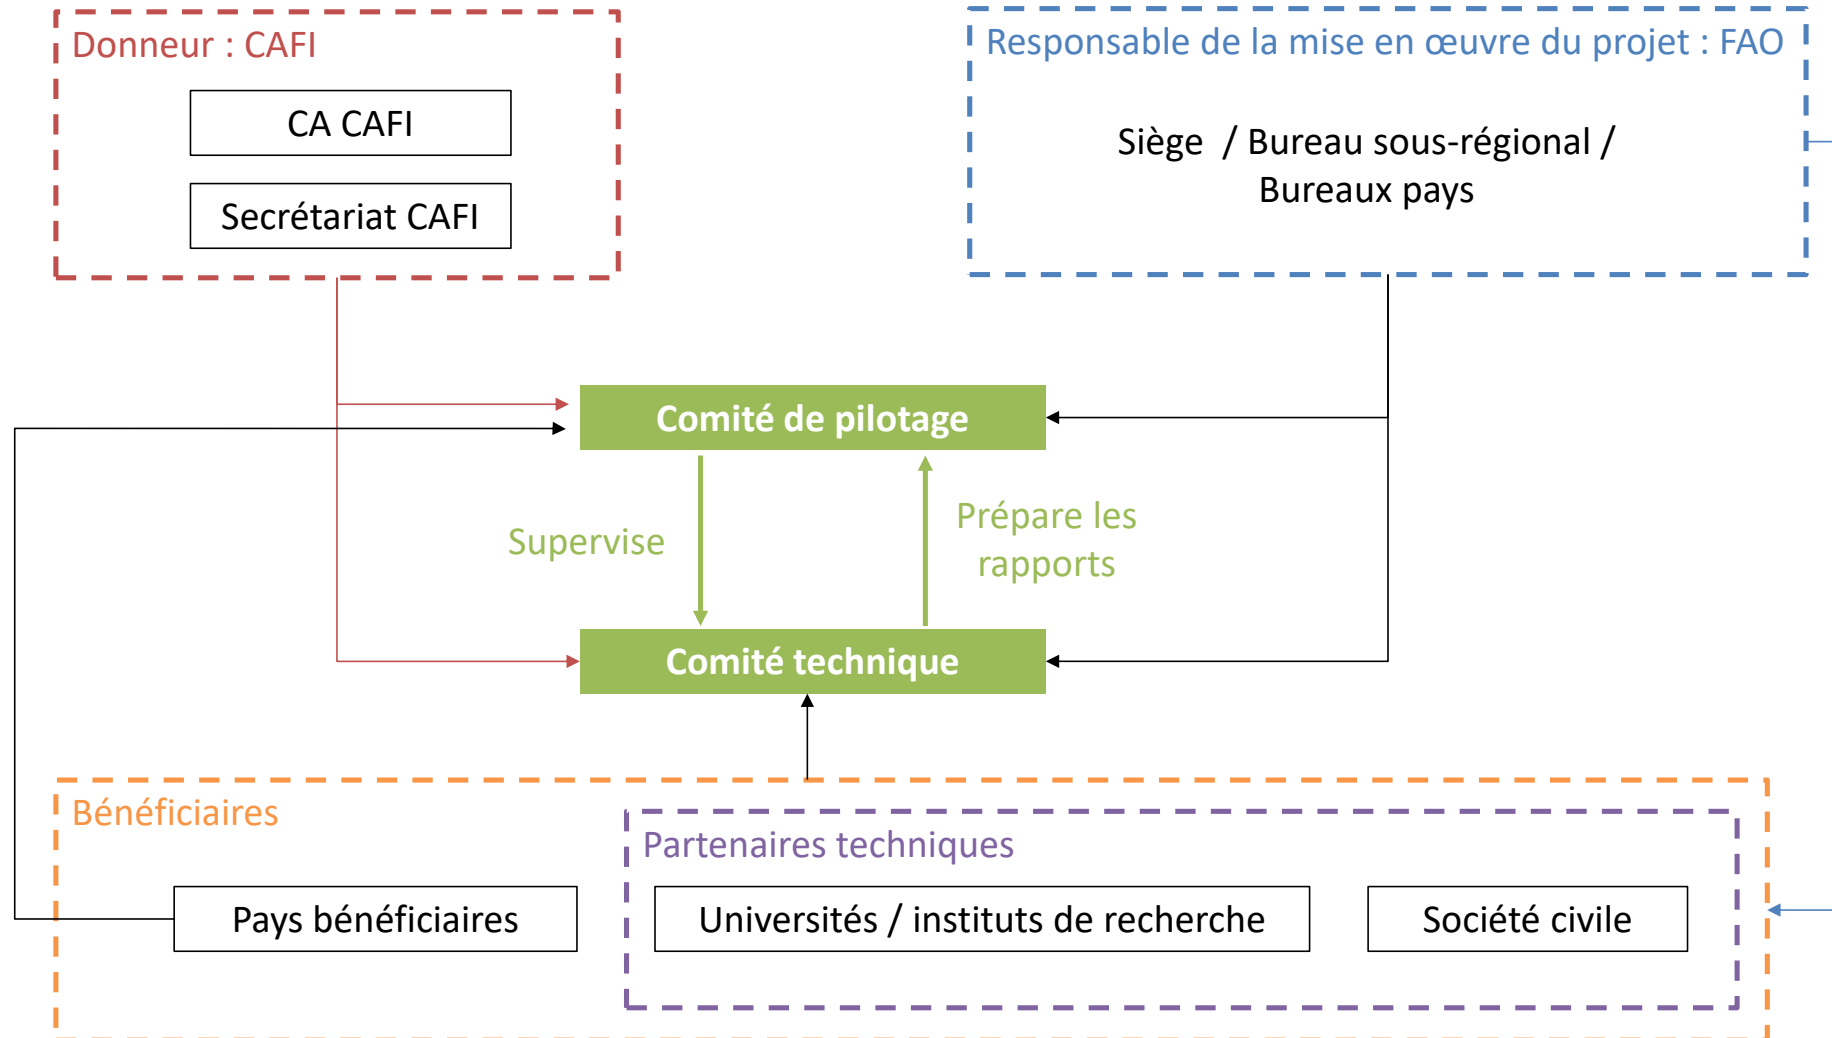 Donneur : CAFI
CA CAFI
Secrétariat CAFI
Responsable de la mise en œuvre du projet : FAO
Siège / Bureau sous-régional /
Bureaux pays
Comité de pilotage
Supervise
Prépare les
rapports
Comité technique
Bénéficiaires
Partenaires techniques
Pays bénéficiaires
Universités / instituts de recherche
Société civile